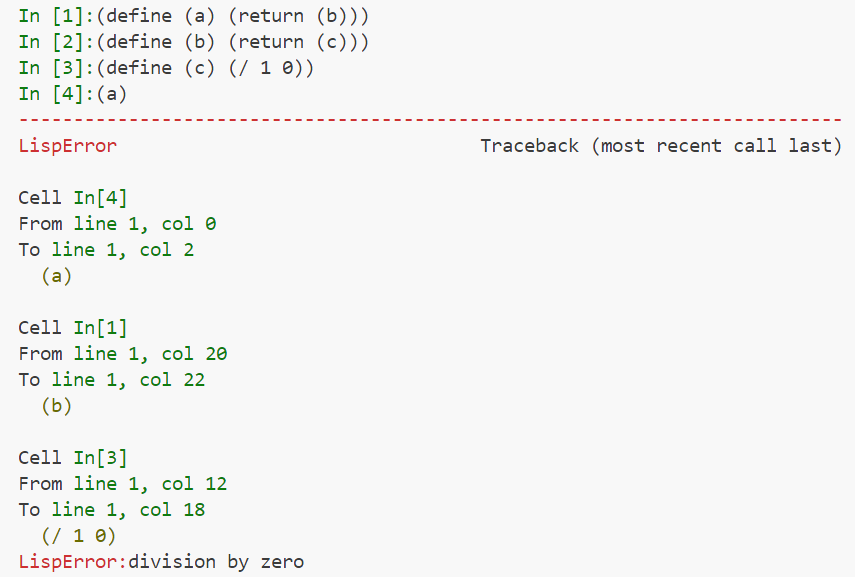 In [1]:(define (a) (return (b)))
In [2]:(define (b) (return (c)))
In [3]:(define (c) (/ 1 0))
In [4]:(a)
---------------------------------------------------------------------------
LispError                                 Traceback (most recent call last)
Cell In[4]
From line 1, col 0
To line 1, col 2
  (a)
Cell In[1]
From line 1, col 20
To line 1, col 22
  (b)
Cell In[3]
From line 1, col 12
To line 1, col 18
  (/ 1 0)
LispError:division by zero